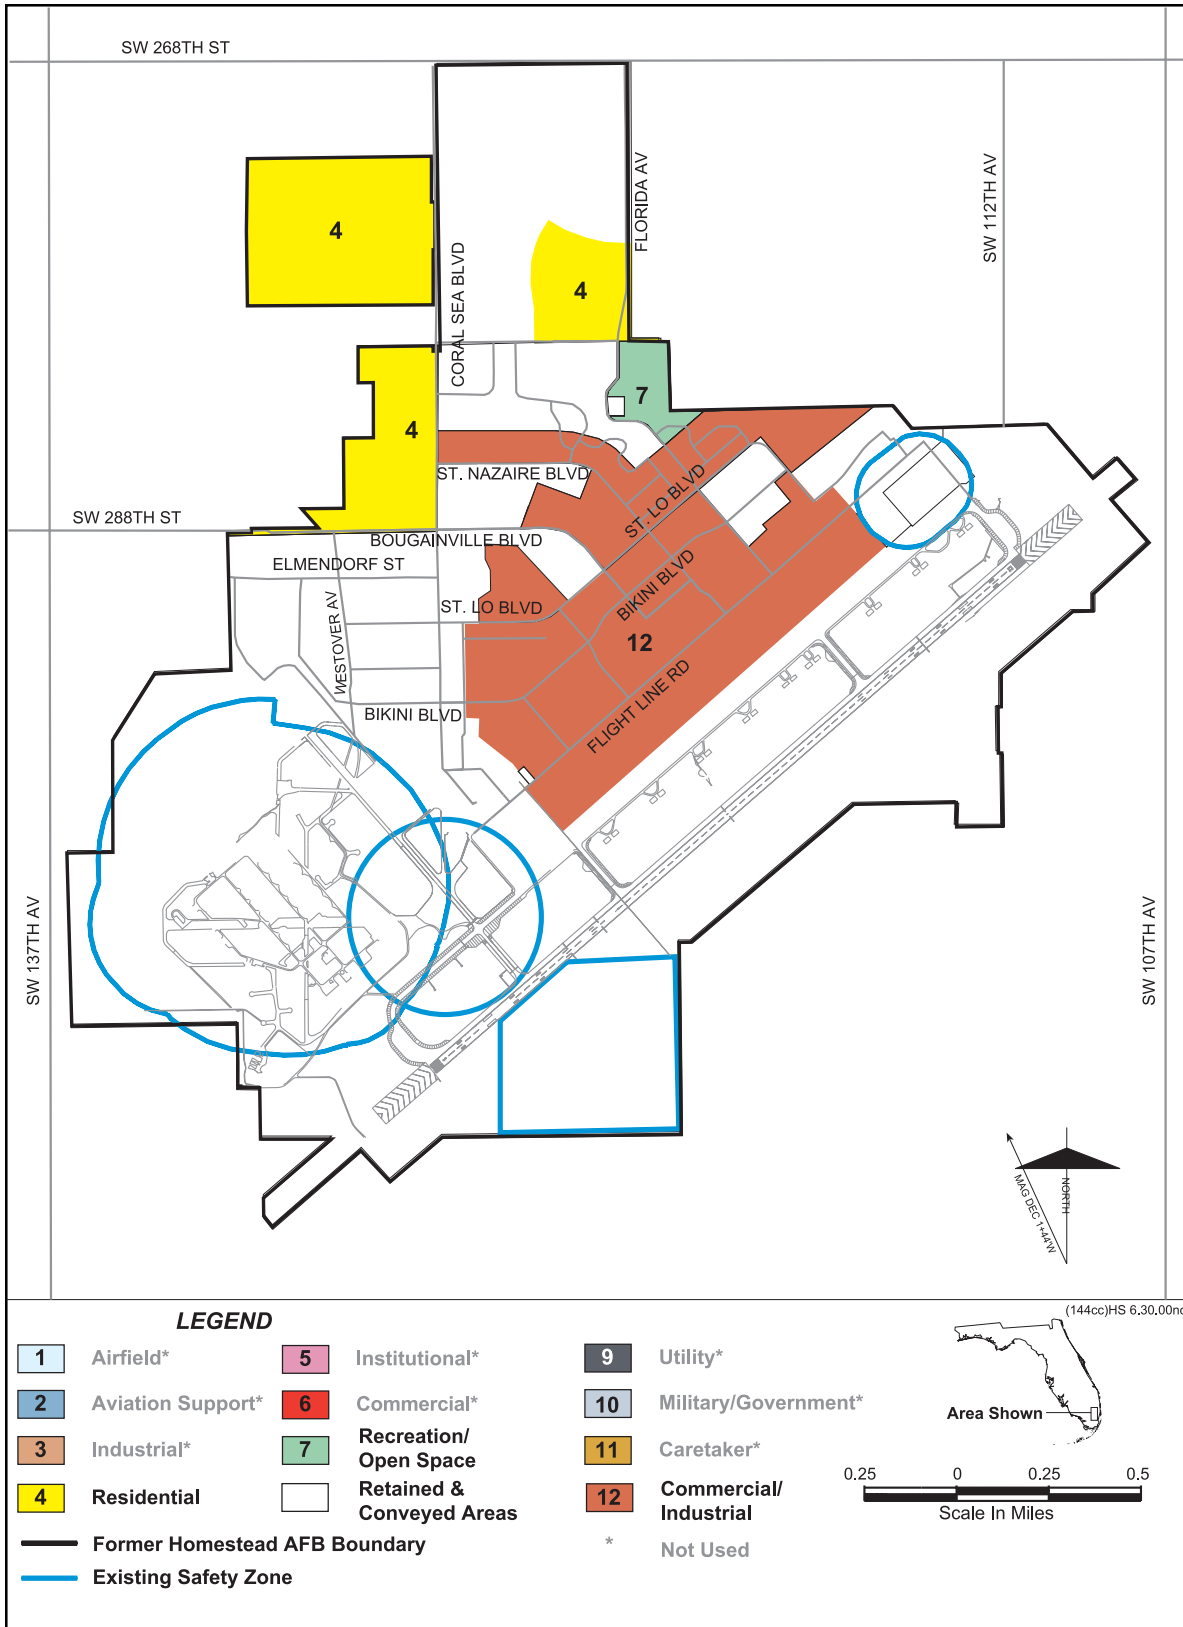 SW 268TH ST
FLORIDA AV
SW 112TH AV
4
CORAL SEA BLVD
4
7
4
ST. NAZAIRE BLVD
ST. LO BLVD
SW 288TH ST
BOUGAINVILLE BLVD
ELMENDORF ST
BIKINI BLVD
WESTOVER AV
ST. LO BLVD
12
FLIGHT LINE RD
BIKINI BLVD
SW 137TH AV
SW 107TH AV
NORTH
MAG DEC 1+44'W
(144cc)HS 6.30.00no
LEGEND
1 Airfield*
2 Aviation Support*
3 Industrial*
4 Residential
5 Institutional*
6 Commercial*
7 Recreation/
Open Space
Retained &
Conveyed Areas
9 Utility*
10 Military/Government*
11 Caretaker*
12 Commercial/
Industrial
* Not Used
Former Homestead AFB Boundary
Existing Safety Zone
Area Shown
0.25 0 0.25 0.5
Scale In Miles